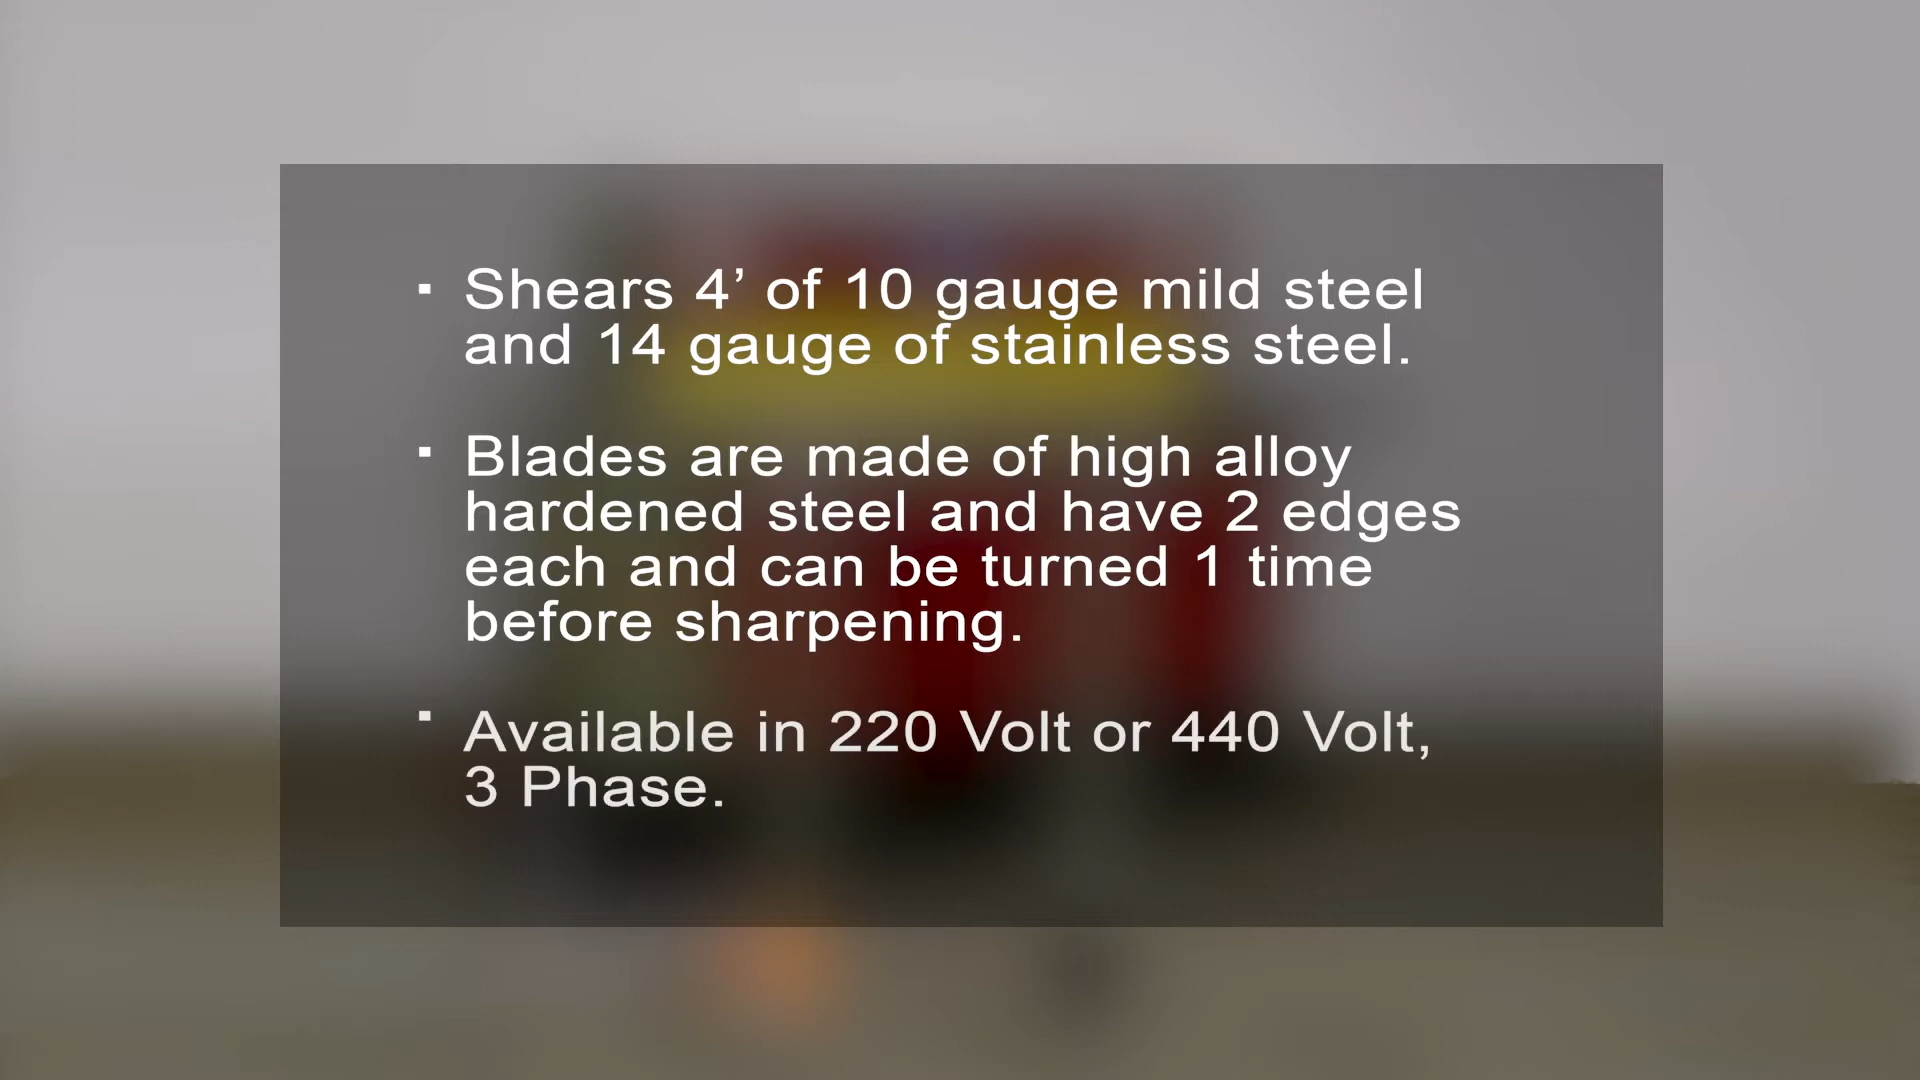 ▪ Shears 4’ of 10 gauge mild steel
and 14 gauge of stainless steel.
▪ Blades are made of high alloy
hardened steel and have 2 edges
each and can be turned 1 time
before sharpening.
▪ Available in 220 Volt or 440 Volt,
3 Phase.